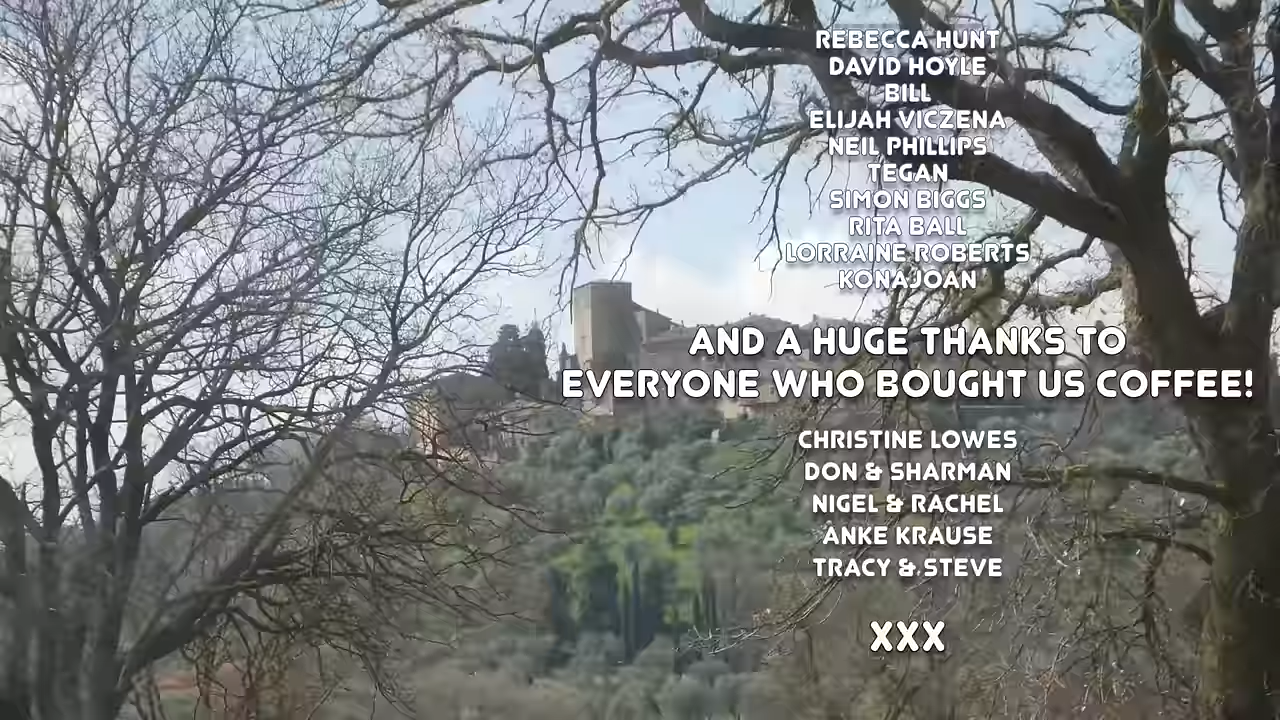 REBECCA HUNT
DAVID HOYLE
BILL
ELIJAH VICZENA
NEIL PHILLIPS
TEGAN
SIMON BIGGS
RITA BALL
LORRAINE ROBERTS
KONAJOAN
AND A HUGE THANKS TO
EVERYONE WHO BOUGHT US COFFEE!
CHRISTINE LOWES
DON & SHARMAN
NIGEL & RACHEL
ANKE KRAUSE
TRACY & STEVE
XXX